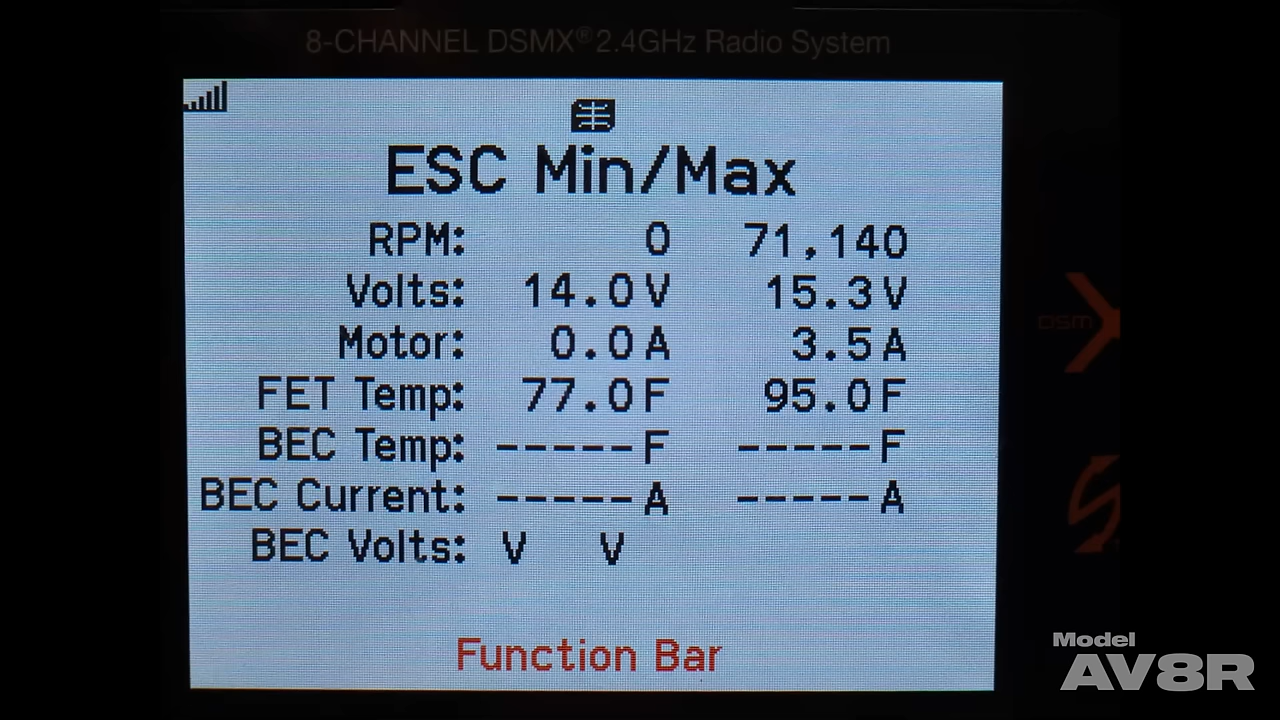 8-CHANNEL DSMX® 2.4GHz Radio System
ESC Min/Max
RPM: 0 71,140
Volts: 14.0V 15.3V
Motor: 0.0A 3.5A
FET Temp: 77.0F 95.0F
BEC Temp: -----F -----F
BEC Current: -----A -----A
BEC Volts: V V
Function Bar
DSM
Model
AV8R